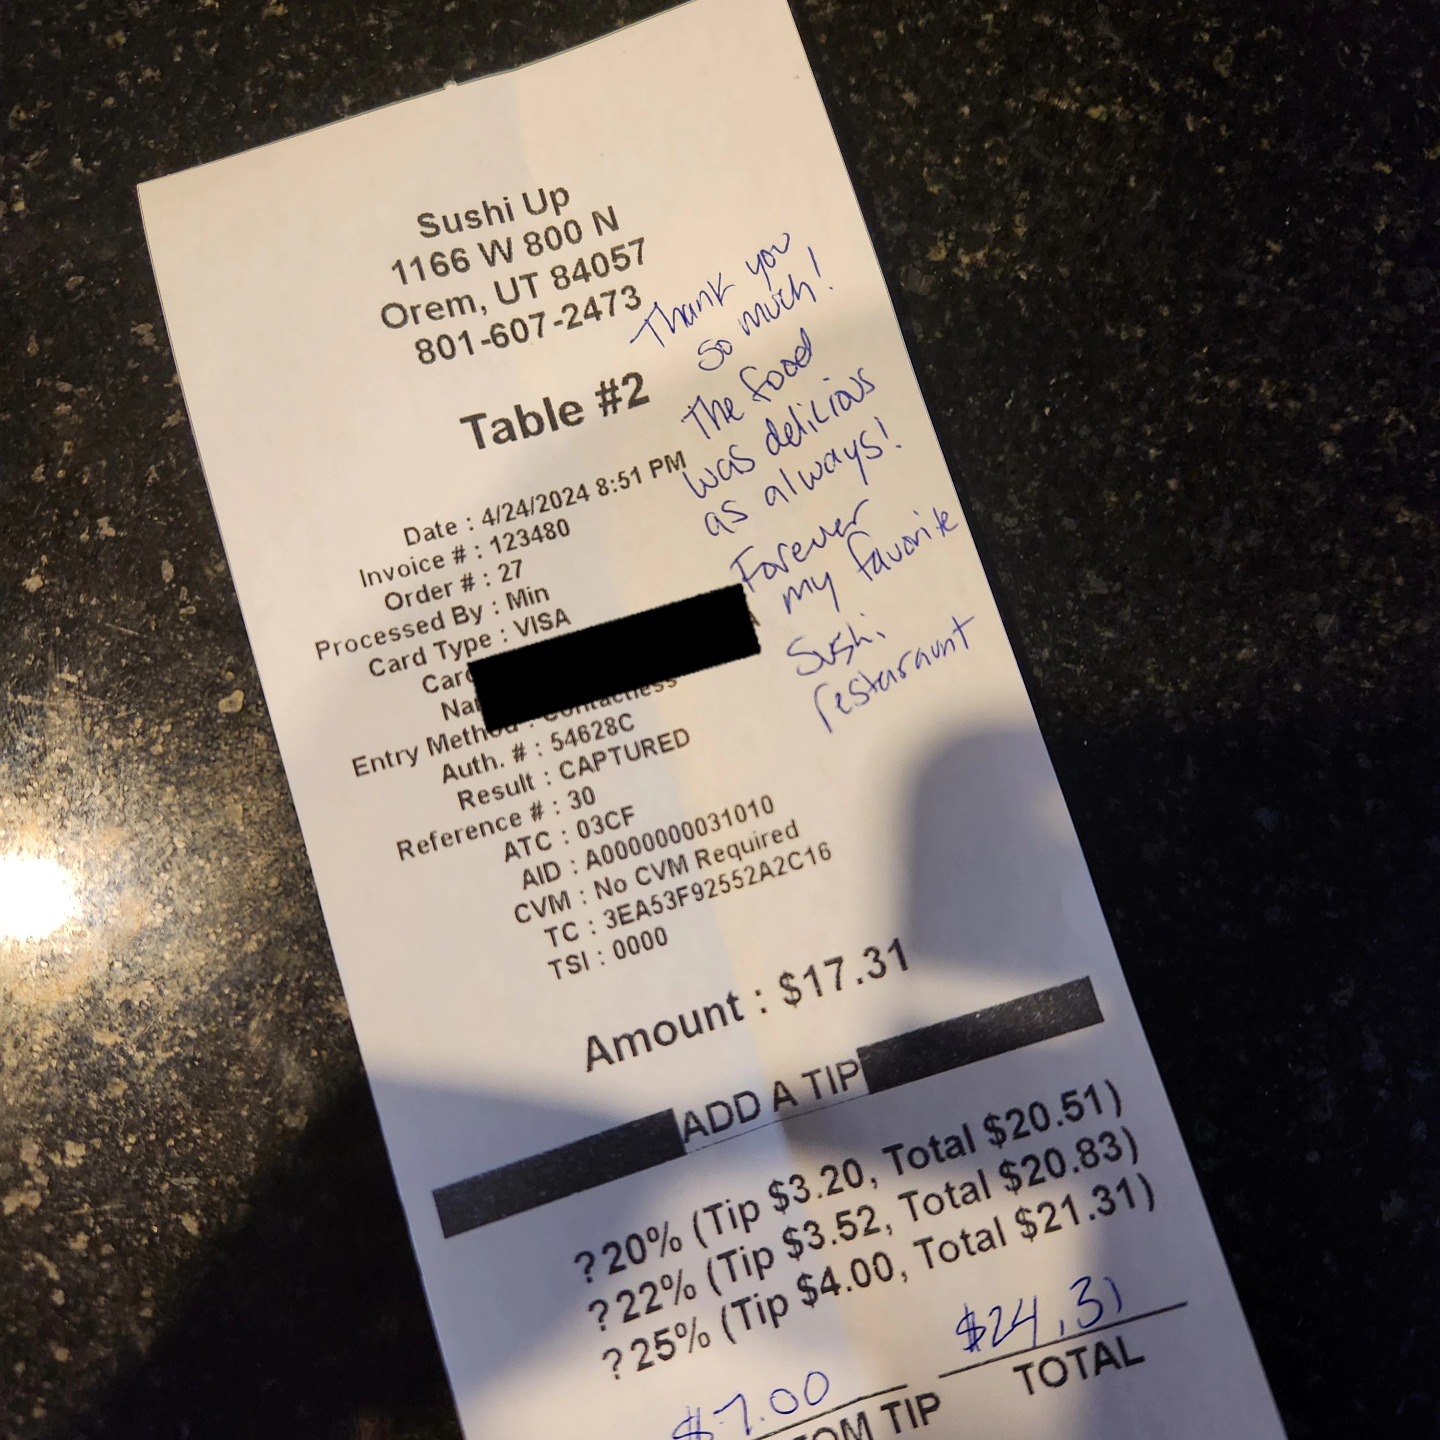 Sushi Up
1166 W 800 N
Orem, UT 84057
801-607-2473
Table #2
Date : 4/24/2024 8:51 PM
Invoice # : 123480
Order # : 27
Processed By : Min
Card Type : VISA
Entry Method : Contactless
Auth. # : 54628C
Result : CAPTURED
Reference # : 30
ATC : 03CF
AID : A0000000031010
CVM : No CVM Required
TC : 3EA53F92552A2C16
TSI : 0000
Thank you
so much!
The food
was delicious
as always!
Forever
my favorite
Sushi
restaraunt
Amount : $17.31
ADD A TIP
?20% (Tip $3.20, Total $20.51)
?22% (Tip $3.52, Total $20.83)
?25% (Tip $4.00, Total $21.31)
$7.00 $24.31
TIP TOTAL